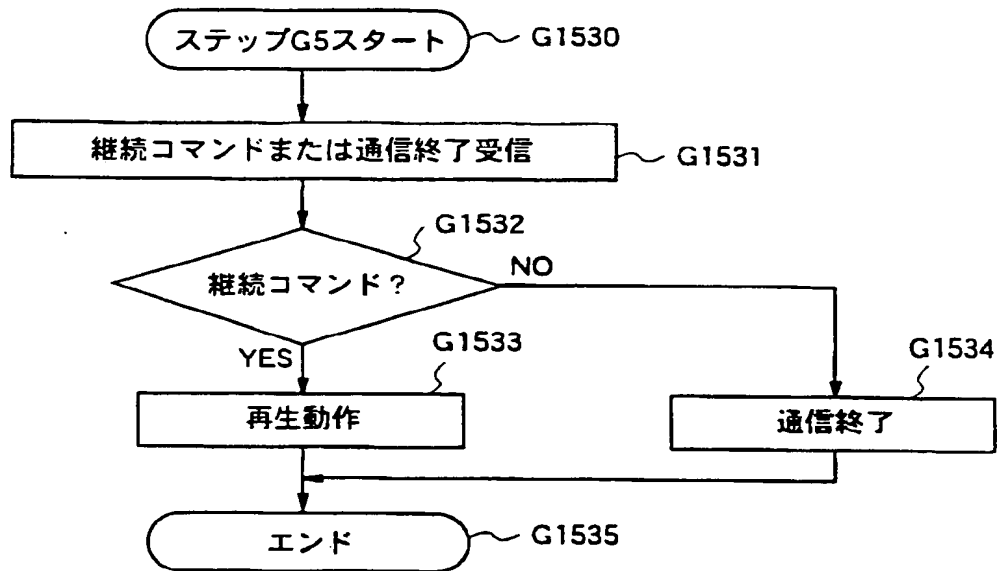 ステップG5スタート
G1530
継続コマンドまたは通信終了受信
G1531
G1532
継続コマンド？
NO
YES
G1533
G1534
再生動作
通信終了
エンド
G1535